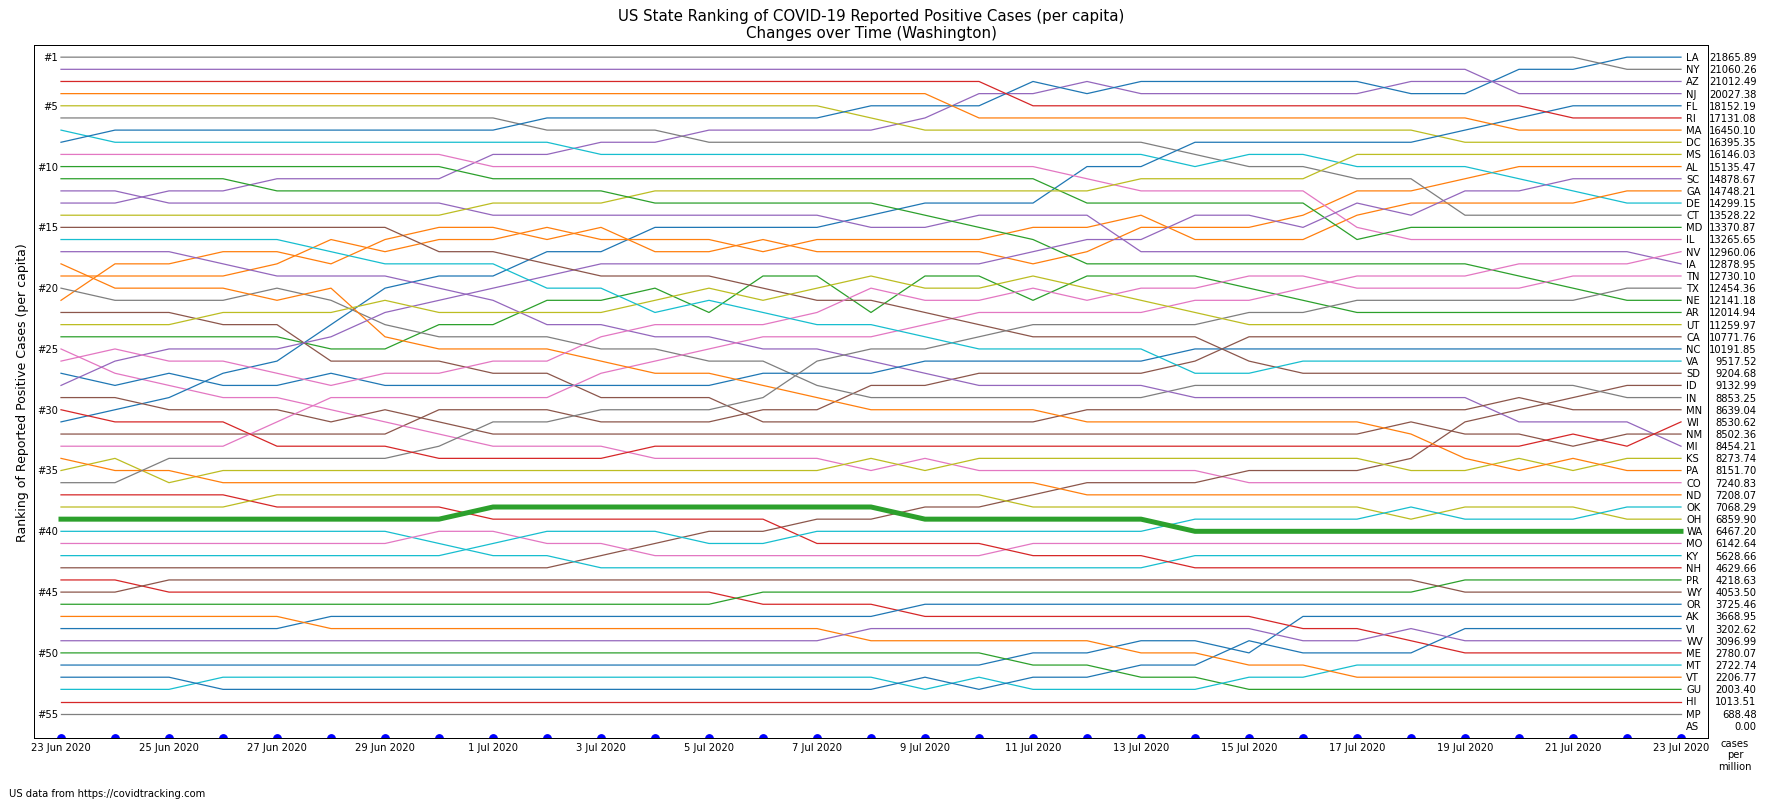 US State Ranking of COVID-19 Reported Positive Cases (per capita)
Changes over Time (Washington)
Ranking of Reported Positive Cases (per capita)
#1
#5
#10
#15
#20
#25
#30
#35
#40
#45
#50
#55
LA 21865.89
NY 21060.26
AZ 21012.49
NJ 20027.38
FL 18152.19
RI 17131.08
MA 16450.10
DC 16395.35
MS 16146.03
AL 15135.47
SC 14878.67
GA 14748.21
DE 14299.15
CT 13528.22
MD 13370.87
IL 13265.65
NV 12960.06
IA 12878.95
TN 12730.10
TX 12454.36
NE 12141.18
AR 12014.94
UT 11259.97
CA 10771.76
NC 10191.85
VA 9517.52
SD 9204.68
ID 9132.99
IN 8853.25
MN 8639.04
WI 8530.62
NM 8502.36
MI 8454.21
KS 8273.74
PA 8151.70
CO 7240.83
ND 7208.07
OK 7068.29
OH 6859.90
WA 6467.20
MO 6142.64
KY 5628.66
NH 4629.66
PR 4218.63
WY 4053.50
OR 3725.46
AK 3668.95
VI 3202.62
WV 3096.99
ME 2780.07
MT 2722.74
VT 2206.77
GU 2003.40
HI 1013.51
MP 688.48
AS 0.00
23 Jun 2020 25 Jun 2020 27 Jun 2020 29 Jun 2020 1 Jul 2020 3 Jul 2020 5 Jul 2020 7 Jul 2020 9 Jul 2020 11 Jul 2020 13 Jul 2020 15 Jul 2020 17 Jul 2020 19 Jul 2020 21 Jul 2020 23 Jul 2020
cases
per
million
US data from https://covidtracking.com